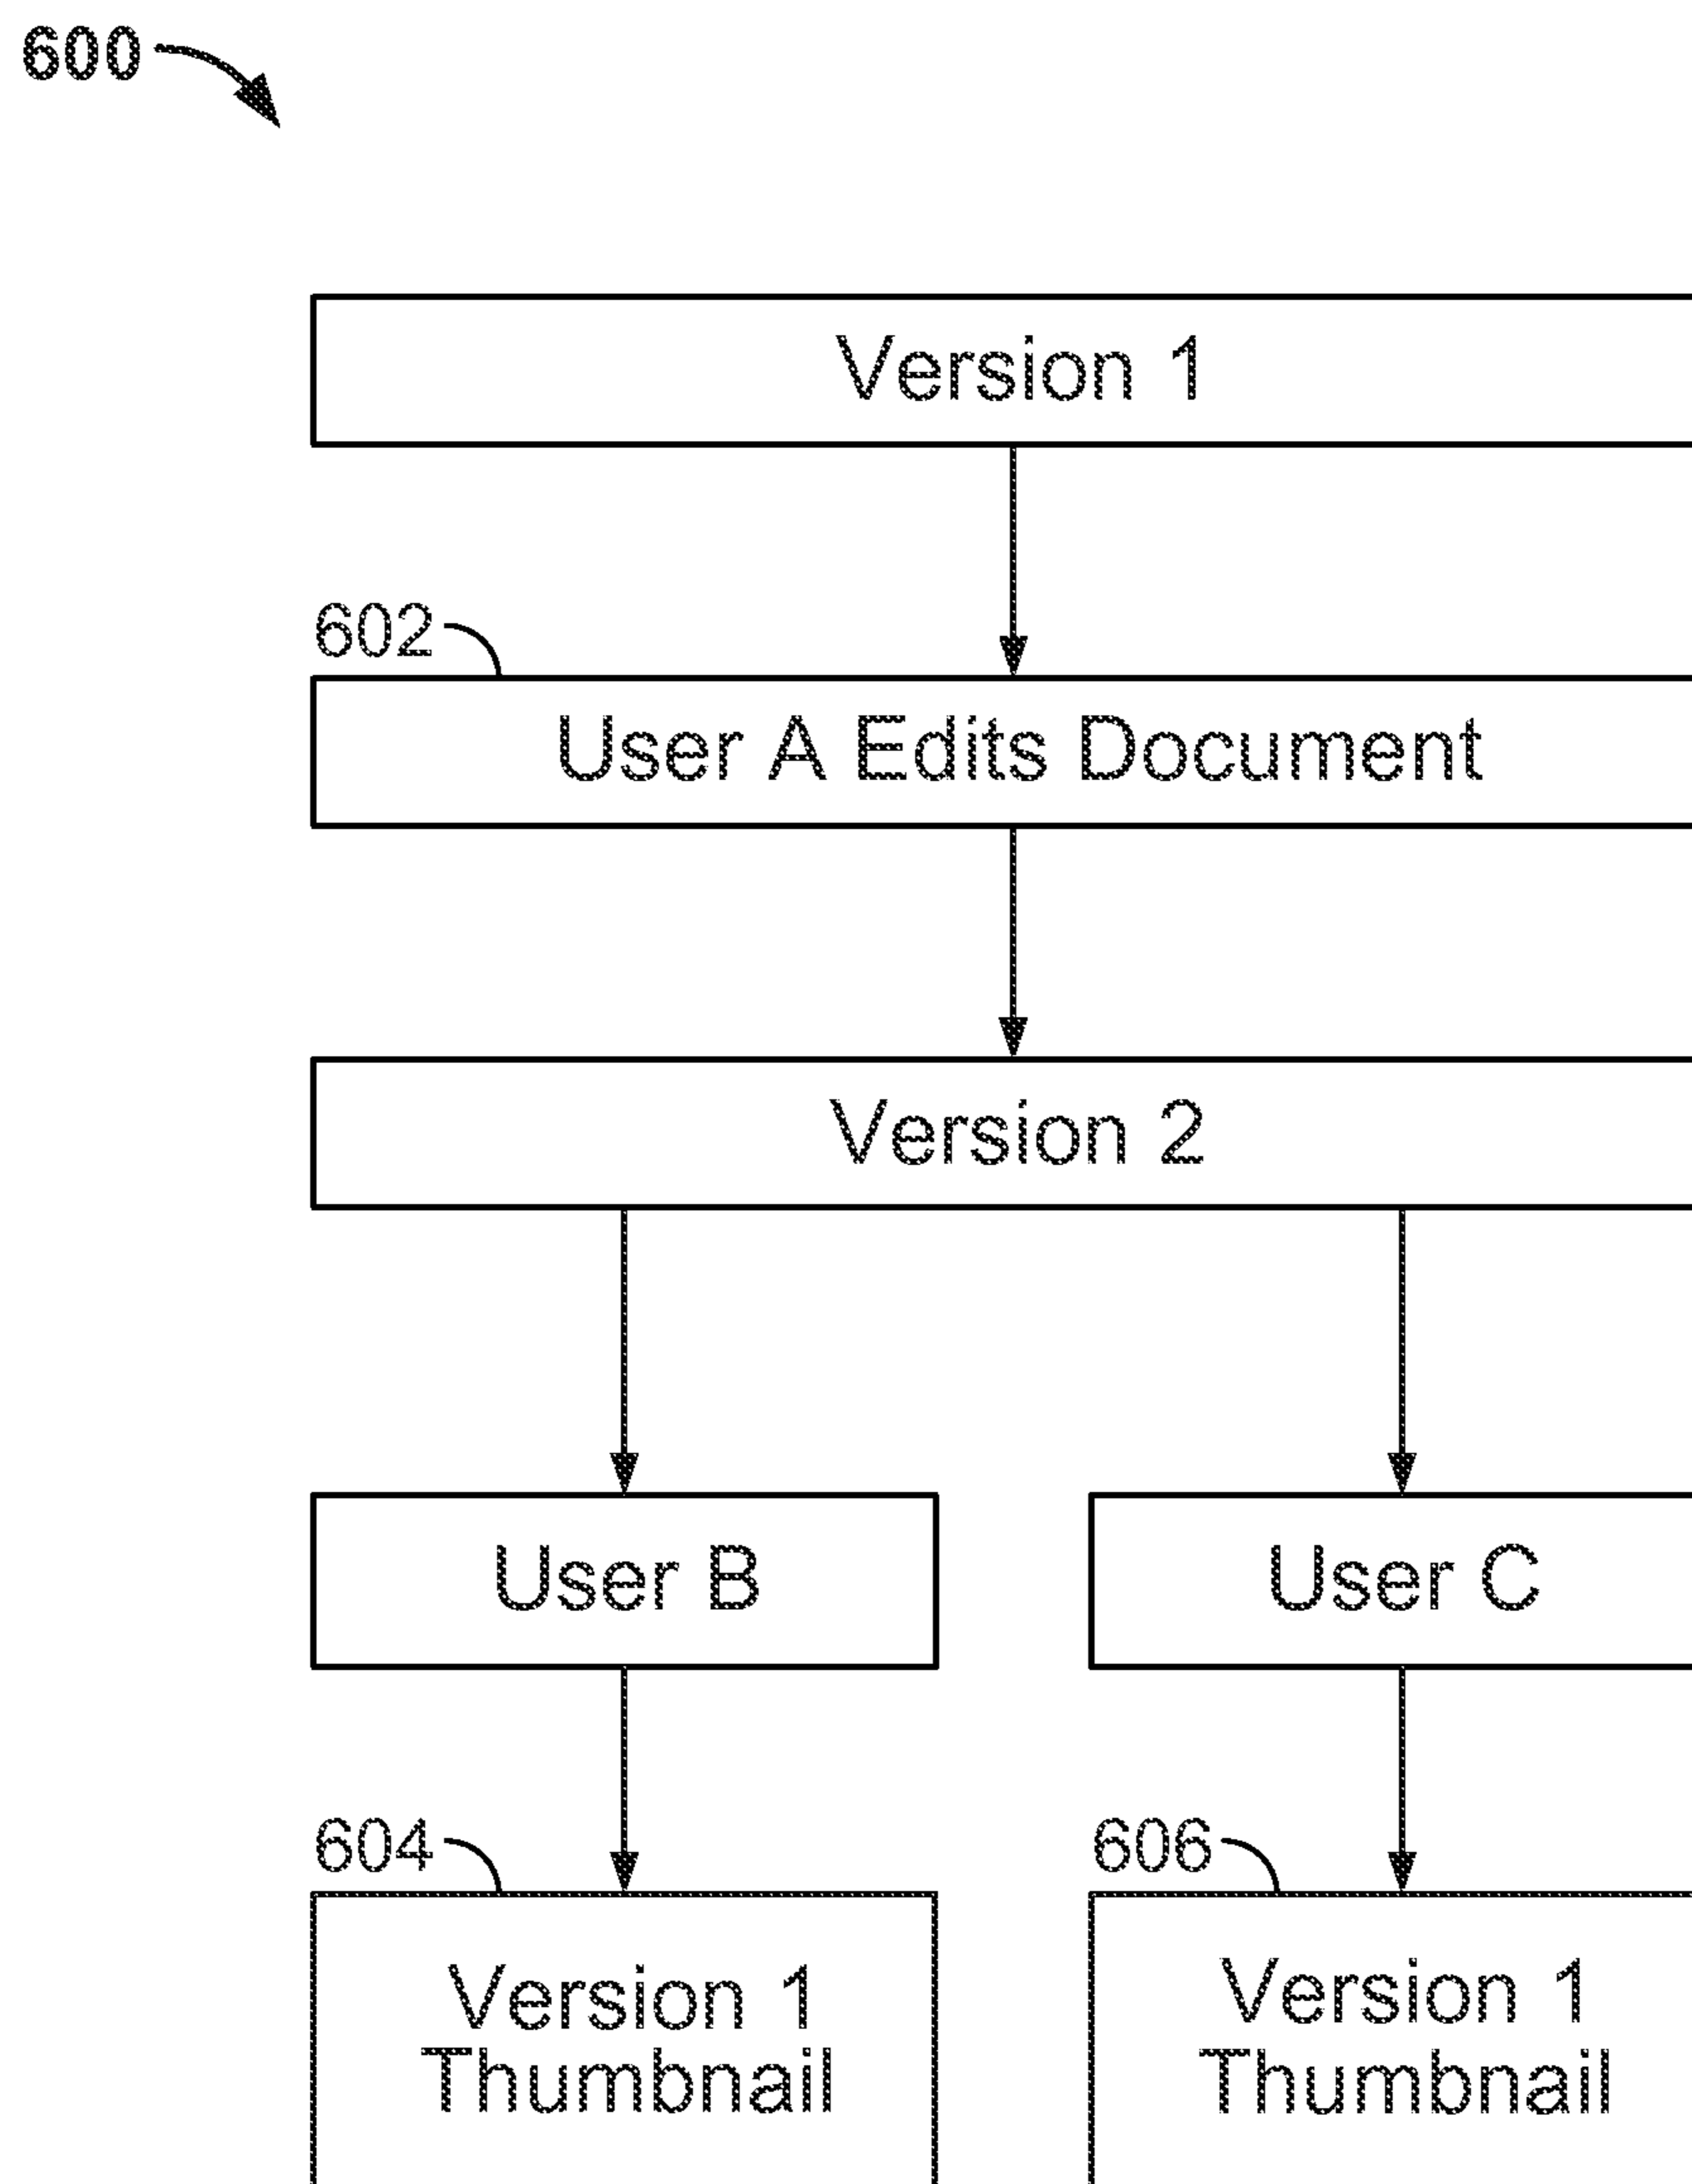 600
Version 1
602
User A Edits Document
Version 2
User B
User C
604
606
Version 1
Thumbnail
Version 1
Thumbnail